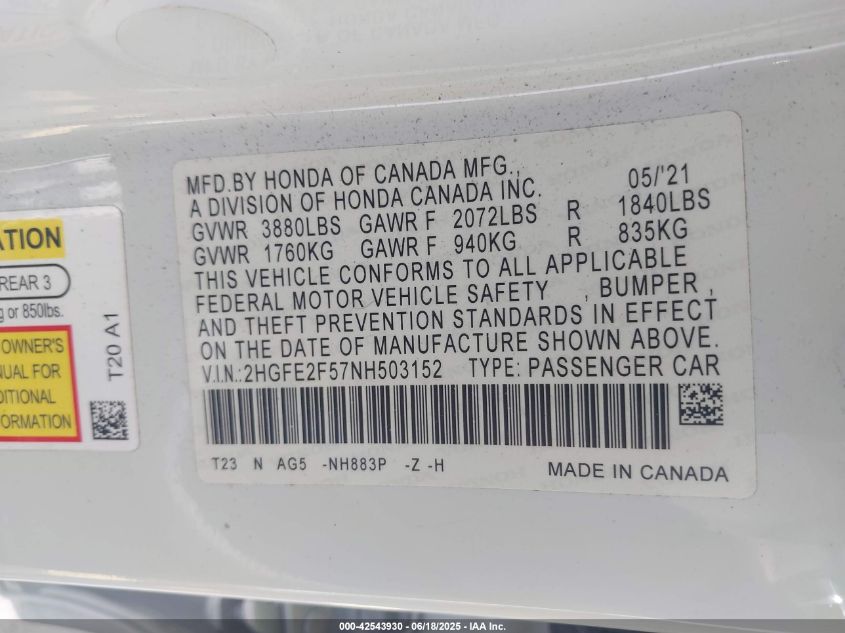 MFD.BY HONDA OF CANADA MFG., 05/'21
A DIVISION OF HONDA CANADA INC.
GVWR 3880LBS GAWR F 2072LBS R 1840LBS
GVWR 1760KG GAWR F 940KG R 835KG
THIS VEHICLE CONFORMS TO ALL APPLICABLE
FEDERAL MOTOR VEHICLE SAFETY , BUMPER ,
AND THEFT PREVENTION STANDARDS IN EFFECT
ON THE DATE OF MANUFACTURE SHOWN ABOVE.
V.I.N.:2HGFE2F57NH503152 TYPE: PASSENGER CAR
T23 N AG5 -NH883P -Z -H MADE IN CANADA
ATION
REAR 3
g or 850lbs.
OWNER'S
NUAL FOR
DITIONAL
FORMATION
T20 A1
000-42543930 - 06/18/2025 - IAA Inc.